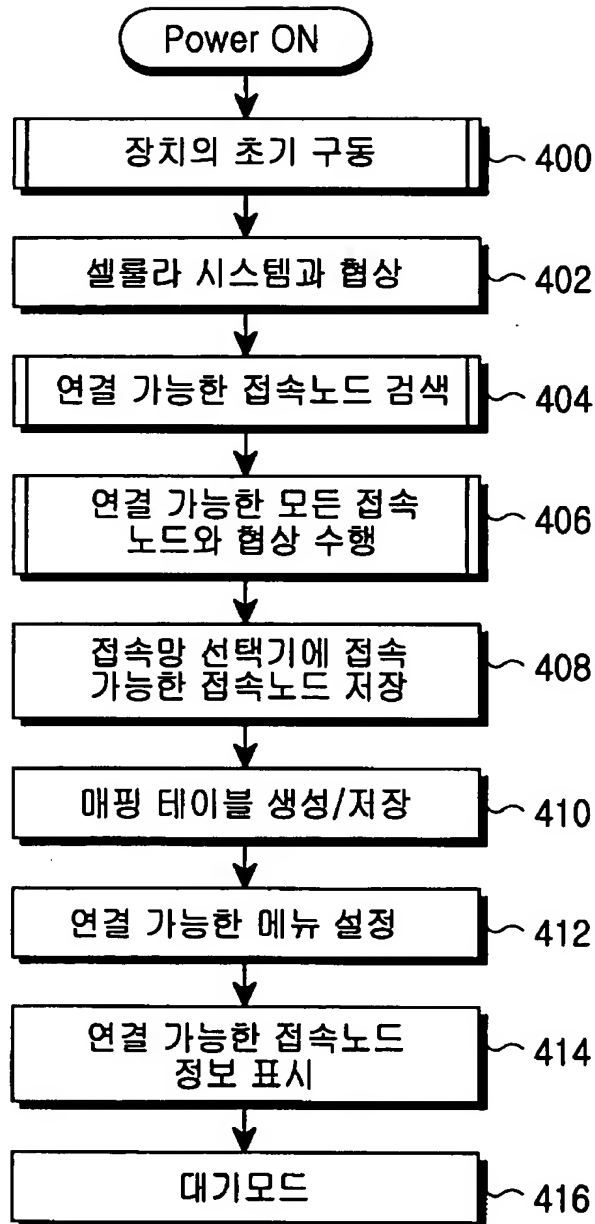 Power ON
장치의 초기 구동
400
셀룰라 시스템과 협상
402
연결 가능한 접속노드 검색
404
연결 가능한 모든 접속
노드와 협상 수행
406
접속망 선택기에 접속
가능한 접속노드 저장
408
매핑 테이블 생성/저장
410
연결 가능한 메뉴 설정
412
연결 가능한 접속노드
정보 표시
414
대기모드
416